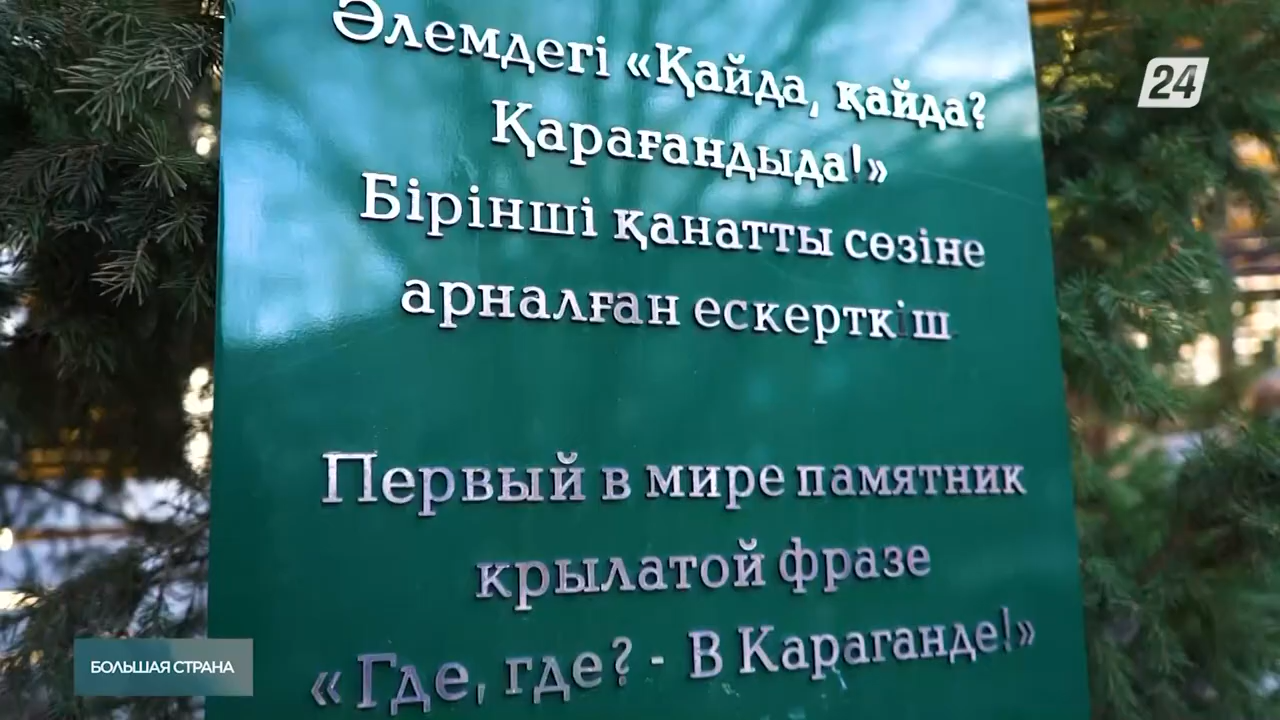 Әлемдегі «Қайда, қайда?
Қарағандыда!»
Бірінші қанатты сөзіне
арналған ескерткіш
Первый в мире памятник
крылатой фразе
«Где, где? - В Караганде!»
24
БОЛЬШАЯ СТРАНА